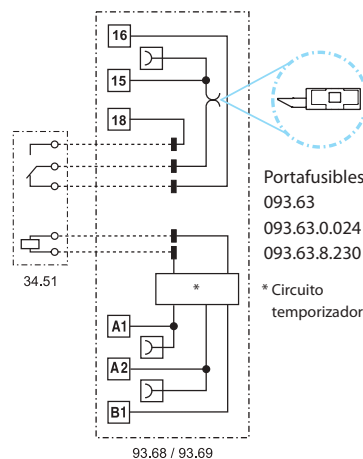 16
15
18
34.51
Portafusibles
093.63
093.63.0.024
093.63.8.230
* Circuito
temporizador
*
A1
A2
B1
93.68 / 93.69